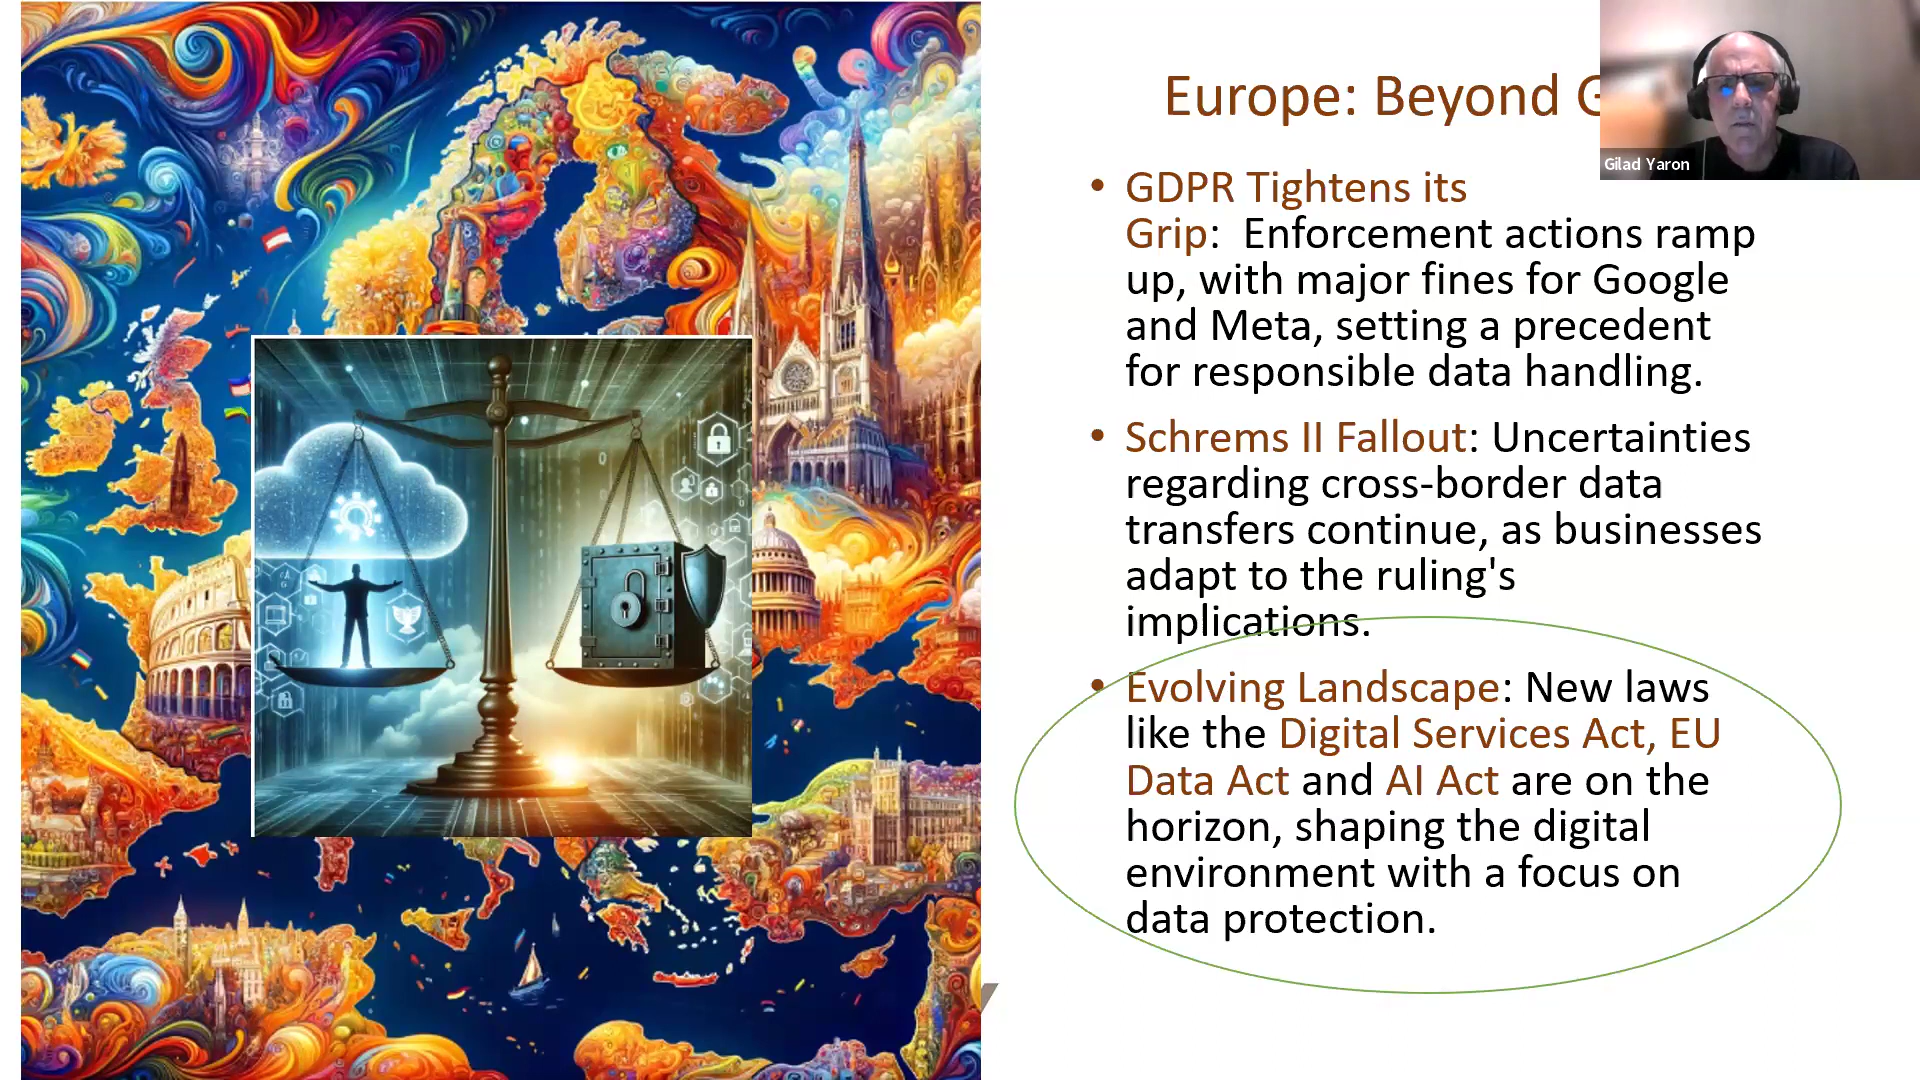 Europe: Beyond
Gilad Yaron
• GDPR Tightens its
Grip: Enforcement actions ramp
up, with major fines for Google
and Meta, setting a precedent
for responsible data handling.
• Schrems II Fallout: Uncertainties
regarding cross-border data
transfers continue, as businesses
adapt to the ruling's
implications.
• Evolving Landscape: New laws
like the Digital Services Act, EU
Data Act and AI Act are on the
horizon, shaping the digital
environment with a focus on
data protection.